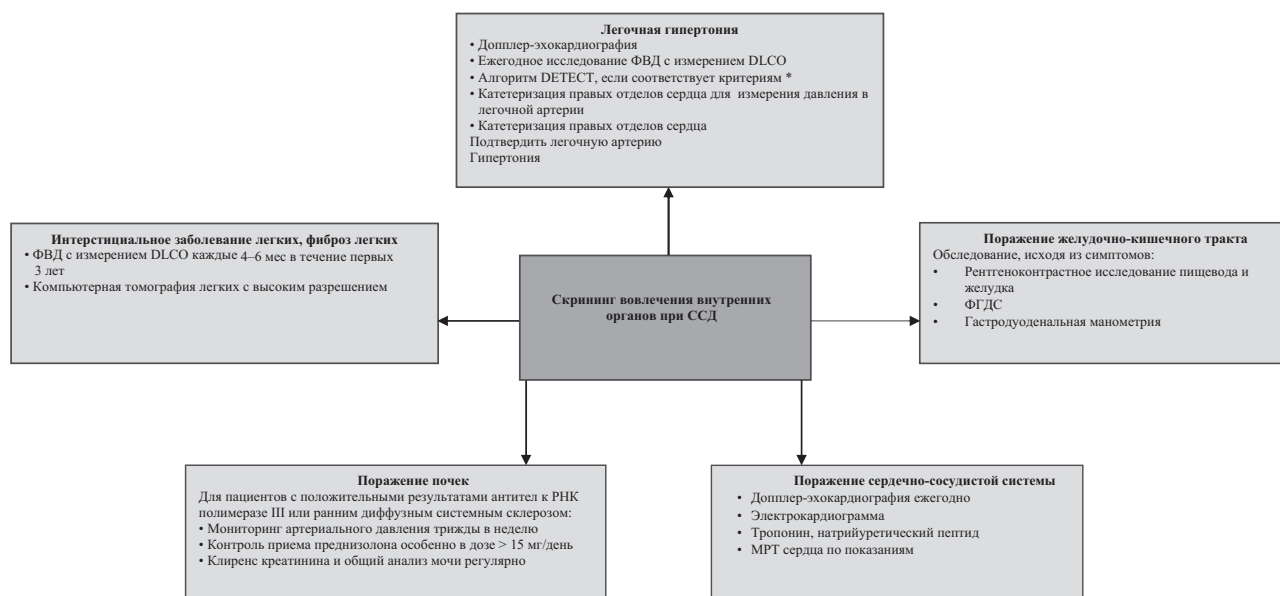 Легочная гипертония
• Допплер-эхокардиография
• Ежегодное исследование ФВД с измерением DLCO
• Алгоритм DETECT, если соответствует критериям *
• Катетеризация правых отделов сердца для измерения давления в
легочной артерии
• Катетеризация правых отделов сердца
Подтвердить легочную артерию
Гипертония
Интерстициальное заболевание легких, фиброз легких
• ФВД с измерением DLCO каждые 4–6 мес в течение первых
3 лет
• Компьютерная томография легких с высоким разрешением
Скрининг вовлечения внутренних
органов при ССД
Поражение желудочно-кишечного тракта
Обследование, исходя из симптомов:
• Рентгеноконтрастное исследование пищевода и
желудка
• ФГДС
• Гастродуоденальная манометрия
Поражение почек
Для пациентов с положительными результатами антител к РНК
полимеразе III или ранним диффузным системным склерозом:
• Мониторинг артериального давления трижды в неделю
• Контроль приема преднизолона особенно в дозе > 15 мг/день
• Клиренс креатинина и общий анализ мочи регулярно
Поражение сердечно-сосудистой системы
• Допплер-эхокардиография ежегодно
• Электрокардиограмма
• Тропонин, натрийуретический пептид
• МРТ сердца по показаниям